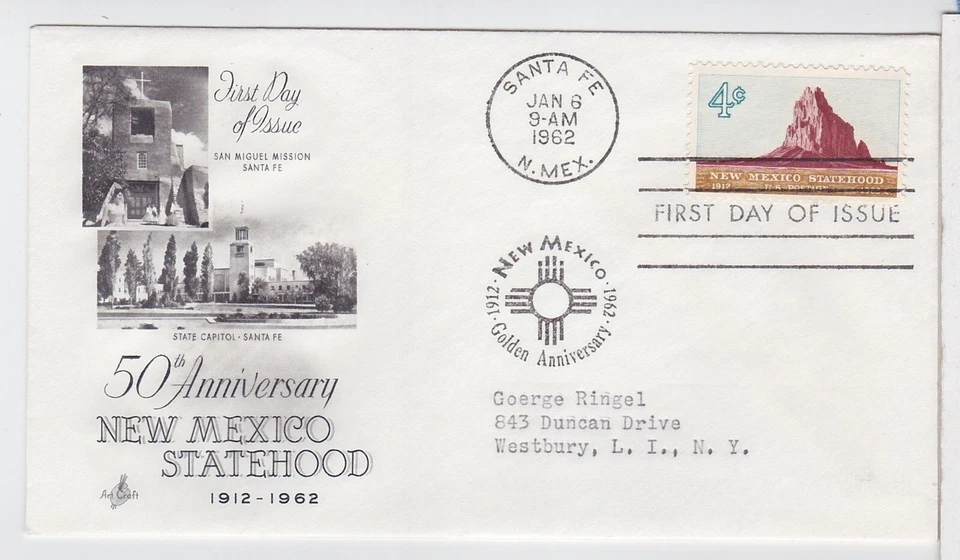 First Day
of Issue
SAN MIGUEL MISSION
SANTA FE
STATE CAPITOL · SANTA FE
50th Anniversary
NEW MEXICO
STATEHOOD
1912 - 1962
Art Craft
SANTA FE
JAN 6
9-AM
1962
N. MEX.
4¢
NEW MEXICO STATEHOOD
1912 U.S. POSTAGE
FIRST DAY OF ISSUE
NEW MEXICO
· 1912 · 1962 ·
Golden Anniversary
Goerge Ringel
843 Duncan Drive
Westbury, L. I., N. Y.